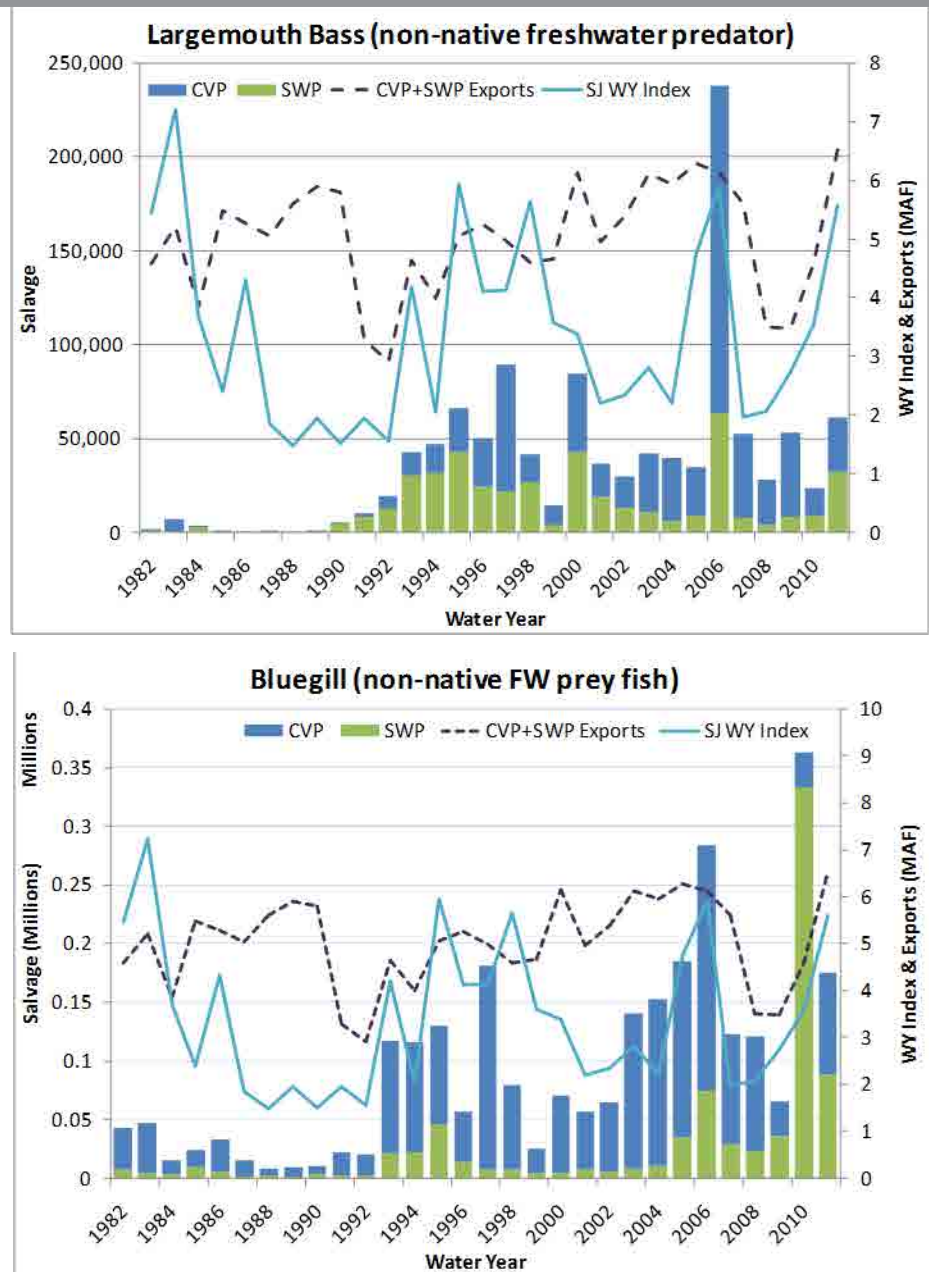 Largemouth Bass (non-native freshwater predator)
250,000
200,000
150,000
100,000
50,000
0
Salavge
CVP SWP CVP+SWP Exports SJ WY Index
8
7
6
5
4
3
2
1
0
WY Index & Exports (MAF)
1982 1984 1986 1988 1990 1992 1994 1996 1998 2000 2002 2004 2006 2008 2010
Water Year
Bluegill (non-native FW prey fish)
Millions
0.4
0.35
0.3
0.25
0.2
0.15
0.1
0.05
0
Salvage (Millions)
CVP SWP CVP+SWP Exports SJ WY Index
10
9
8
7
6
5
4
3
2
1
0
WY Index & Exports (MAF)
1982 1984 1986 1988 1990 1992 1994 1996 1998 2000 2002 2004 2006 2008 2010
Water Year